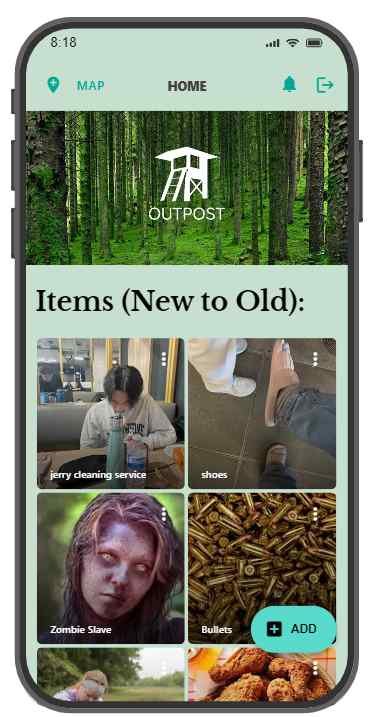 8:18
MAP HOME
OUTPOST
Items (New to Old):
jerry cleaning service
shoes
Zombie Slave
Bullets
ADD